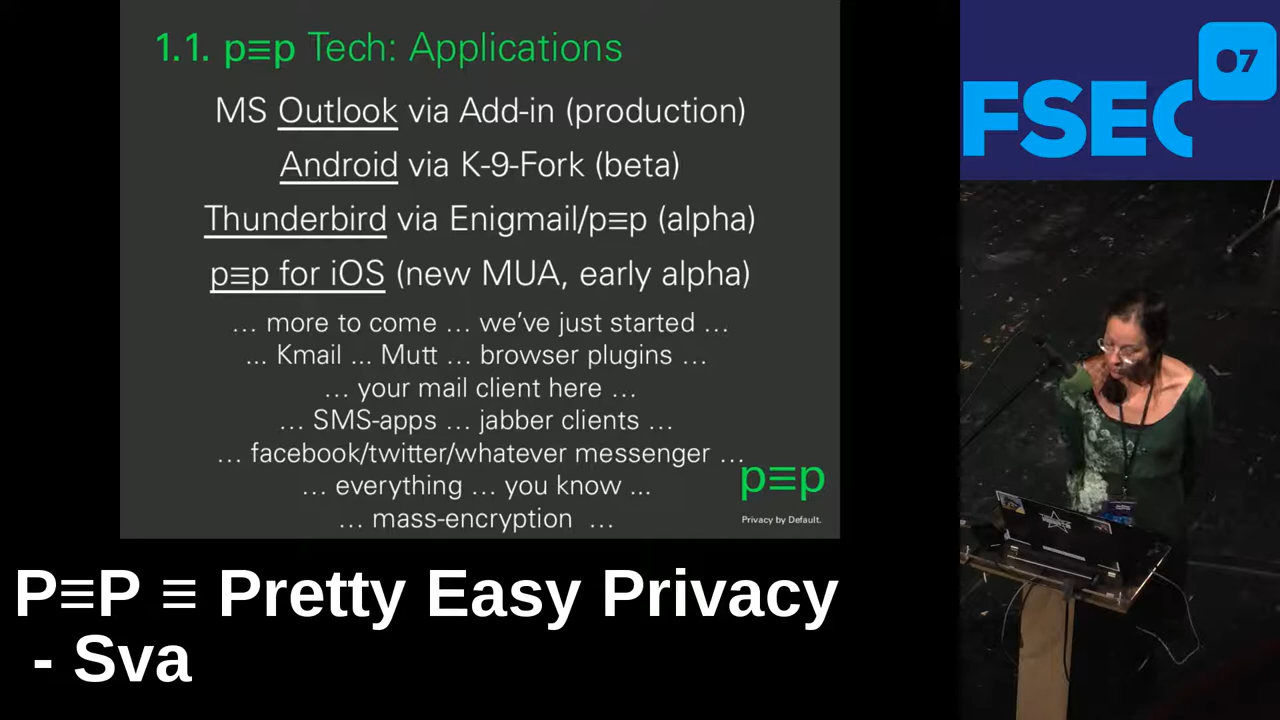 1.1. p≡p Tech: Applications
MS Outlook via Add-in (production)
Android via K-9-Fork (beta)
Thunderbird via Enigmail/p≡p (alpha)
p≡p for iOS (new MUA, early alpha)
… more to come … we’ve just started …
... Kmail ... Mutt … browser plugins …
… your mail client here …
… SMS-apps … jabber clients …
… facebook/twitter/whatever messenger …
… everything … you know ...
… mass-encryption …
p≡p
Privacy by Default.
P≡P ≡ Pretty Easy Privacy
- Sva
07
FSEC